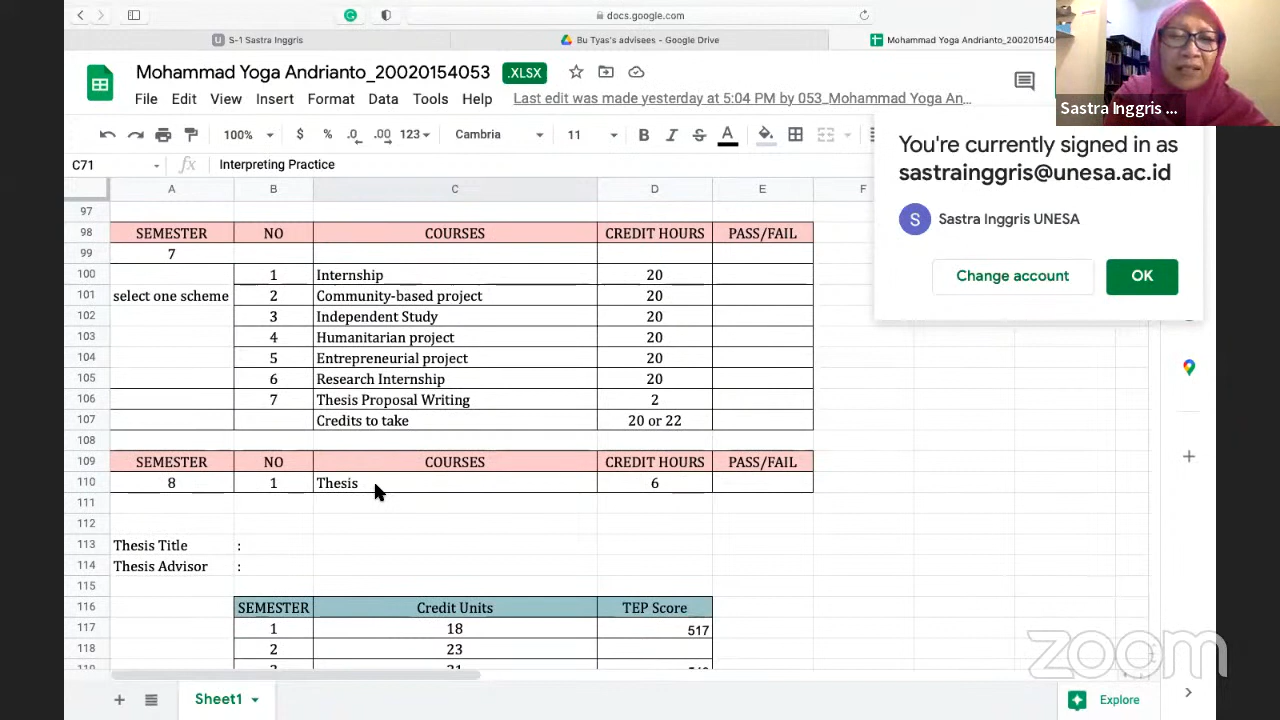 docs.google.com
S-1 Sastra Inggris
Bu Tyas's advisees - Google Drive
Mohammad Yoga Andrianto_200201540
Mohammad Yoga Andrianto_20020154053 .XLSX
File Edit View Insert Format Data Tools Help Last edit was made yesterday at 5:04 PM by 053_Mohammad Yoga An...
100% $ % .0 .00 123 Cambria 11 B I S A
C71 fx Interpreting Practice
A B C D E F
97
98 SEMESTER NO COURSES CREDIT HOURS PASS/FAIL
99 7
100 1 Internship 20
101 select one scheme 2 Community-based project 20
102 3 Independent Study 20
103 4 Humanitarian project 20
104 5 Entrepreneurial project 20
105 6 Research Internship 20
106 7 Thesis Proposal Writing 2
107 Credits to take 20 or 22
108
109 SEMESTER NO COURSES CREDIT HOURS PASS/FAIL
110 8 1 Thesis 6
111
112
113 Thesis Title :
114 Thesis Advisor :
115
116 SEMESTER Credit Units TEP Score
117 1 18 517
118 2 23
Sheet1
Explore
Sastra Inggris ...
You're currently signed in as
sastrainggris@unesa.ac.id
S Sastra Inggris UNESA
Change account OK
zoom